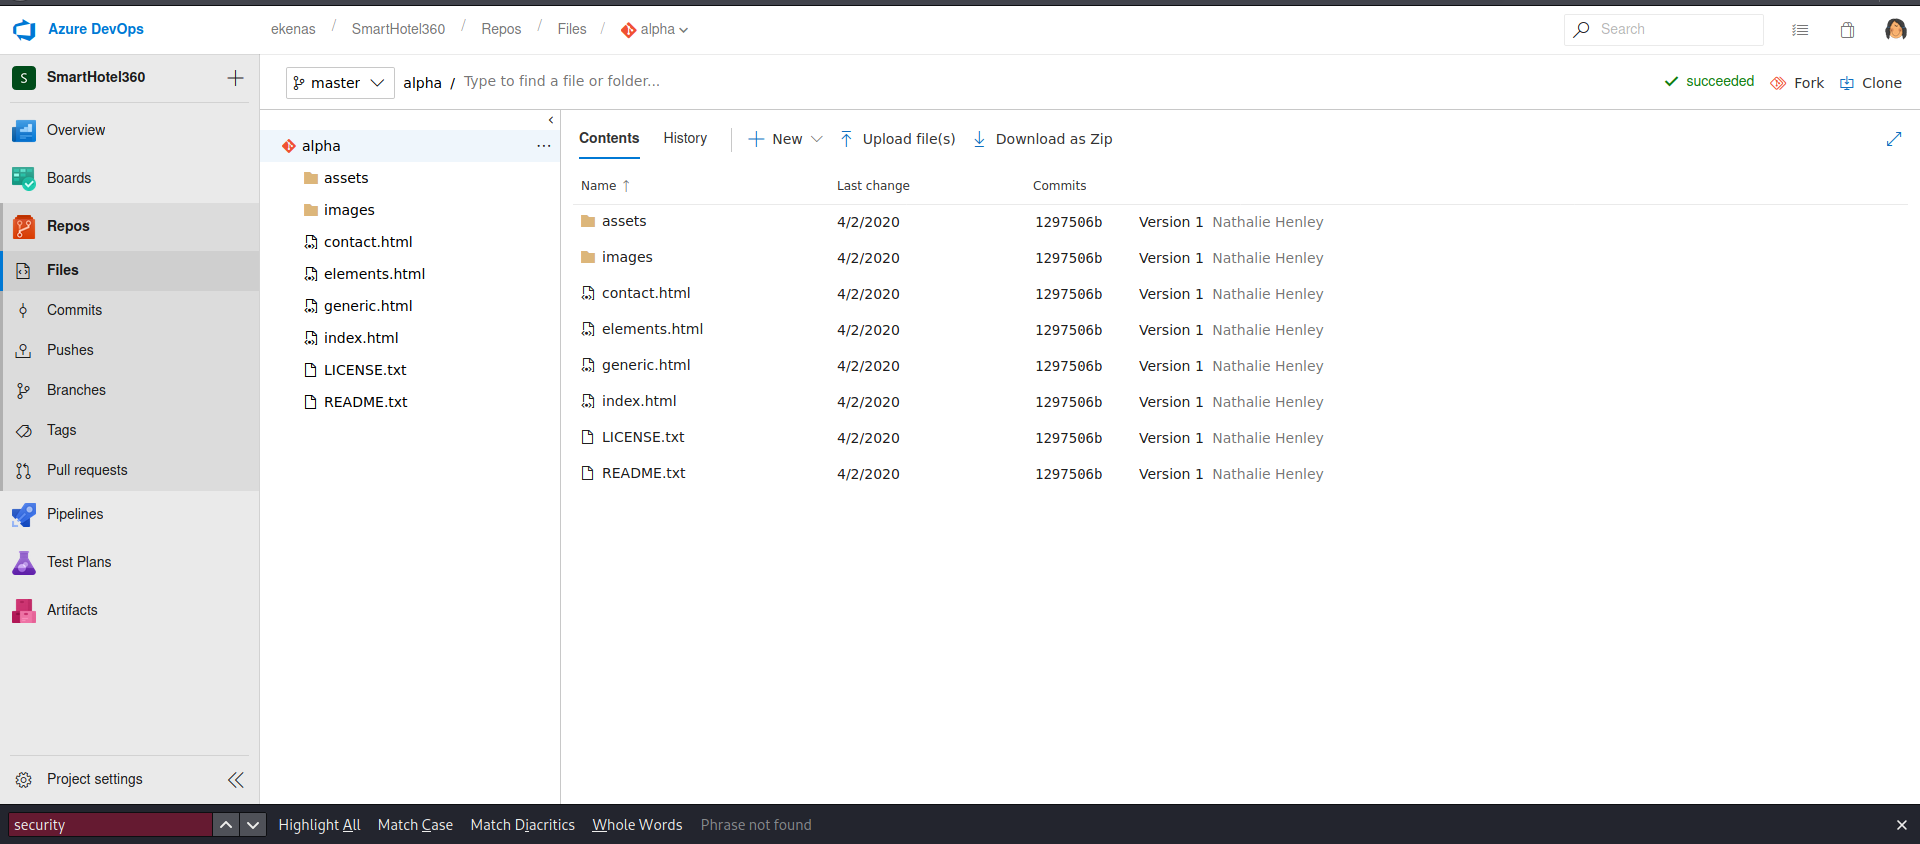 Azure DevOps
ekenas / SmartHotel360 / Repos / Files / alpha
Search
S SmartHotel360
master alpha / Type to find a file or folder...
succeeded Fork Clone
Overview
Boards
Repos
Files
Commits
Pushes
Branches
Tags
Pull requests
Pipelines
Test Plans
Artifacts
Project settings
alpha ...
assets
images
contact.html
elements.html
generic.html
index.html
LICENSE.txt
README.txt
Contents History New Upload file(s) Download as Zip
Name ↑ Last change Commits
assets 4/2/2020 1297506b Version 1 Nathalie Henley
images 4/2/2020 1297506b Version 1 Nathalie Henley
contact.html 4/2/2020 1297506b Version 1 Nathalie Henley
elements.html 4/2/2020 1297506b Version 1 Nathalie Henley
generic.html 4/2/2020 1297506b Version 1 Nathalie Henley
index.html 4/2/2020 1297506b Version 1 Nathalie Henley
LICENSE.txt 4/2/2020 1297506b Version 1 Nathalie Henley
README.txt 4/2/2020 1297506b Version 1 Nathalie Henley
security Highlight All Match Case Match Diacritics Whole Words Phrase not found